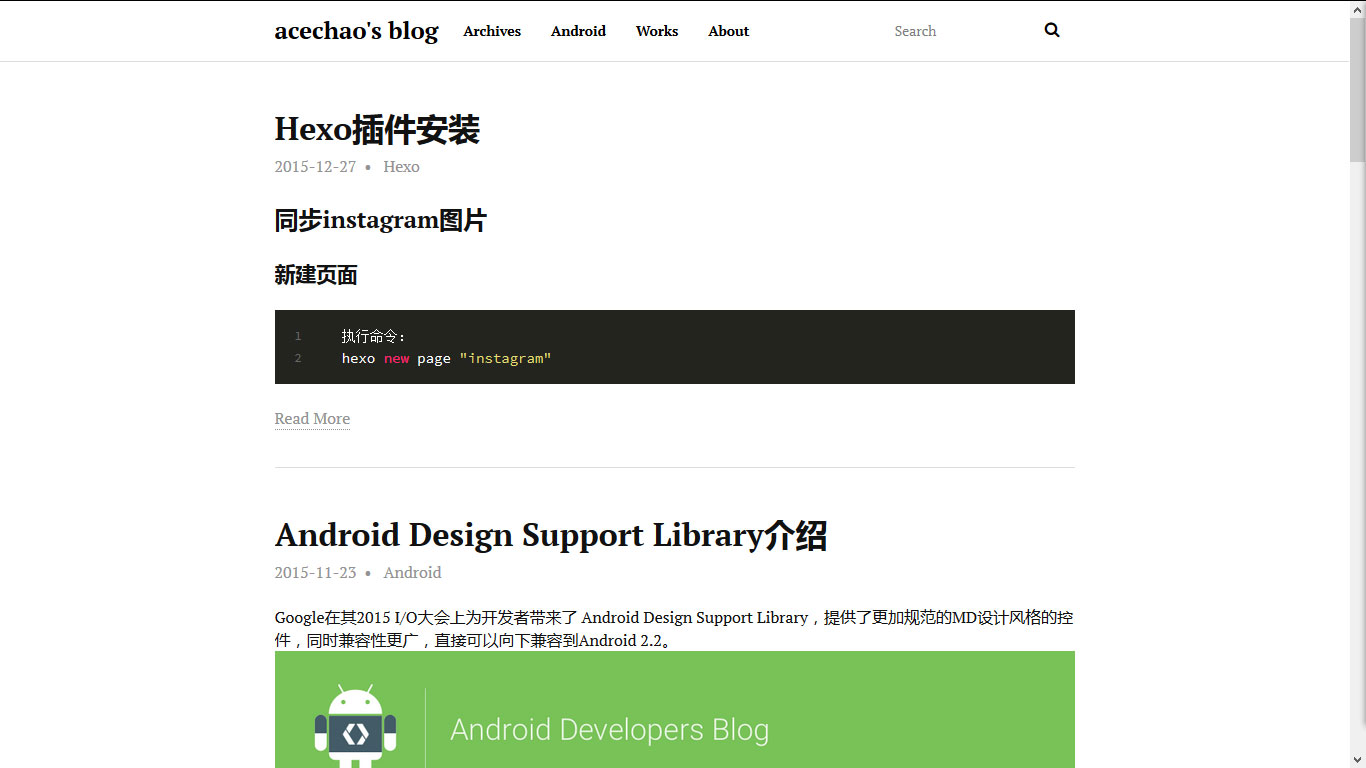 acechao's blog Archives Android Works About Search
Hexo插件安装
2015-12-27 • Hexo
同步instagram图片
新建页面
1 执行命令：
2 hexo new page "instagram"
Read More
Android Design Support Library介绍
2015-11-23 • Android
Google在其2015 I/O大会上为开发者带来了 Android Design Support Library，提供了更加规范的MD设计风格的控
件，同时兼容性更广，直接可以向下兼容到Android 2.2。
Android Developers Blog